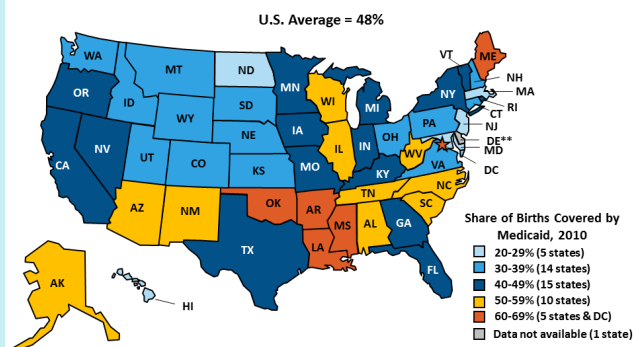 U.S. Average = 48%
WA
MT
ND
MN
VT
ME
OR
ID
SD
WI
MI
NY
NH
MA
WY
RI
CT
NE
IA
PA
NJ
NV
IL
IN
OH
DE**
MD
CA
UT
CO
KS
MO
WV
VA
KY
DC
AZ
NM
OK
AR
TN
NC
SC
TX
LA
MS
AL
GA
FL
AK
HI
Share of Births Covered by
Medicaid, 2010
20-29% (5 states)
30-39% (14 states)
40-49% (15 states)
50-59% (10 states)
60-69% (5 states & DC)
Data not available (1 state)